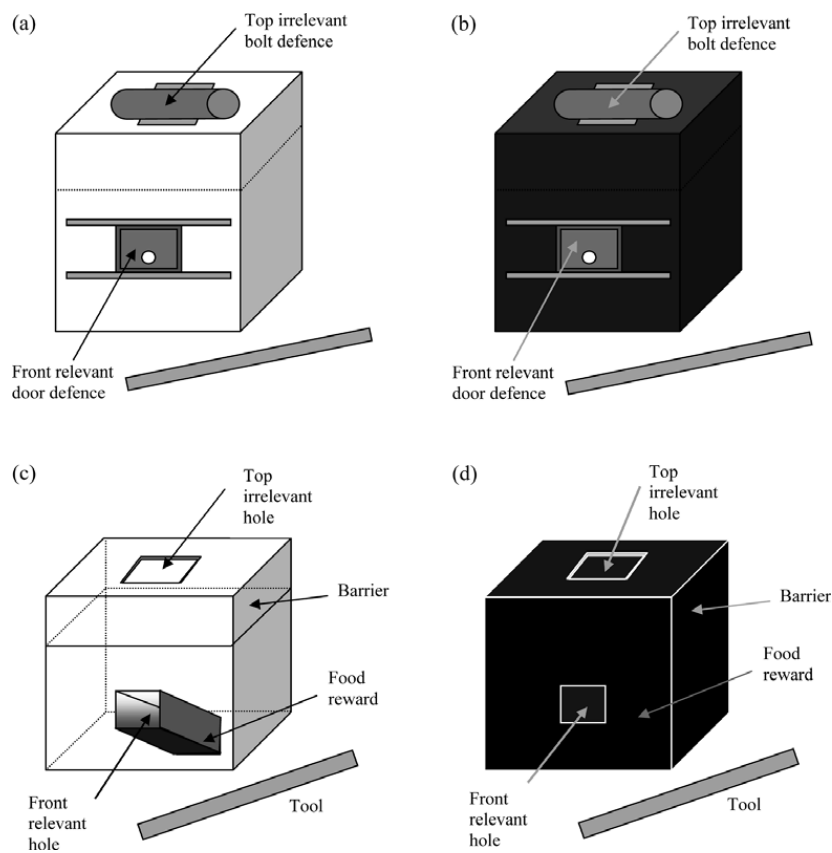 (a)
Top irrelevant
bolt defence
Front relevant
door defence
(b)
Top irrelevant
bolt defence
Front relevant
door defence
(c)
Top
irrelevant
hole
Barrier
Food
reward
Front
relevant
hole
Tool
(d)
Top
irrelevant
hole
Barrier
Food
reward
Front
relevant
hole
Tool